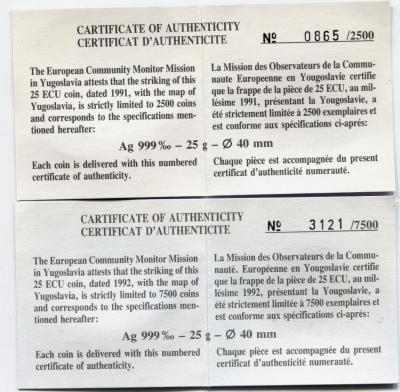 CERTIFICATE OF AUTHENTICITY
CERTIFICAT D'AUTHENTICITE
№ 0865 /2500
The European Community Monitor Mission
in Yugoslavia attests that the striking of this
25 ECU coin, dated 1991, with the map of
Yugoslavia, is strictly limited to 2500 coins
and corresponds to the specifications men-
tioned hereafter:
La Mission des Observateurs de la Commu-
naute Europeenne en Yougoslavie certifie
que la frappe de la pièce de 25 ECU, au mil-
lésime 1991, présentant la Yougoslavie, a
été strictement limitée à 2500 exemplaires et
est conforme aux spécifications ci-aprés:
Ag 999 ‰ – 25 g – Ø 40 mm
Each coin is delivered with this numbered
certificate of authenticity.
Chaque pièce est accompagnée du present
certificat d'authenticité numerauté.
CERTIFICATE OF AUTHENTICITY
CERTIFICAT D'AUTHENTICITE
№ 3121 /7500
The European Community Monitor Mission
in Yugoslavia attests that the striking of this
25 ECU coin, dated 1992, with the map of
Yugoslavia, is strictly limited to 7500 coins
and corresponds to the specifications men-
tioned hereafter:
La Mission des Observateurs de la Commu-
nauté. Européenne en Yougoslavie certifie
que la frappe de la pièce de 25 ECU, au mil-
lésime 1992, présentant la Yougoslavie, a
été strictement limitée à 7500 exemplaires et
est conforme aux spécifications ci-aprés:
Ag 999 ‰ – 25 g – Ø 40 mm
Each coin is delivered with this numbered
certificate of authenticity.
Chaque pièce est accompagnée du present
certificat d'authenticité numerauté.